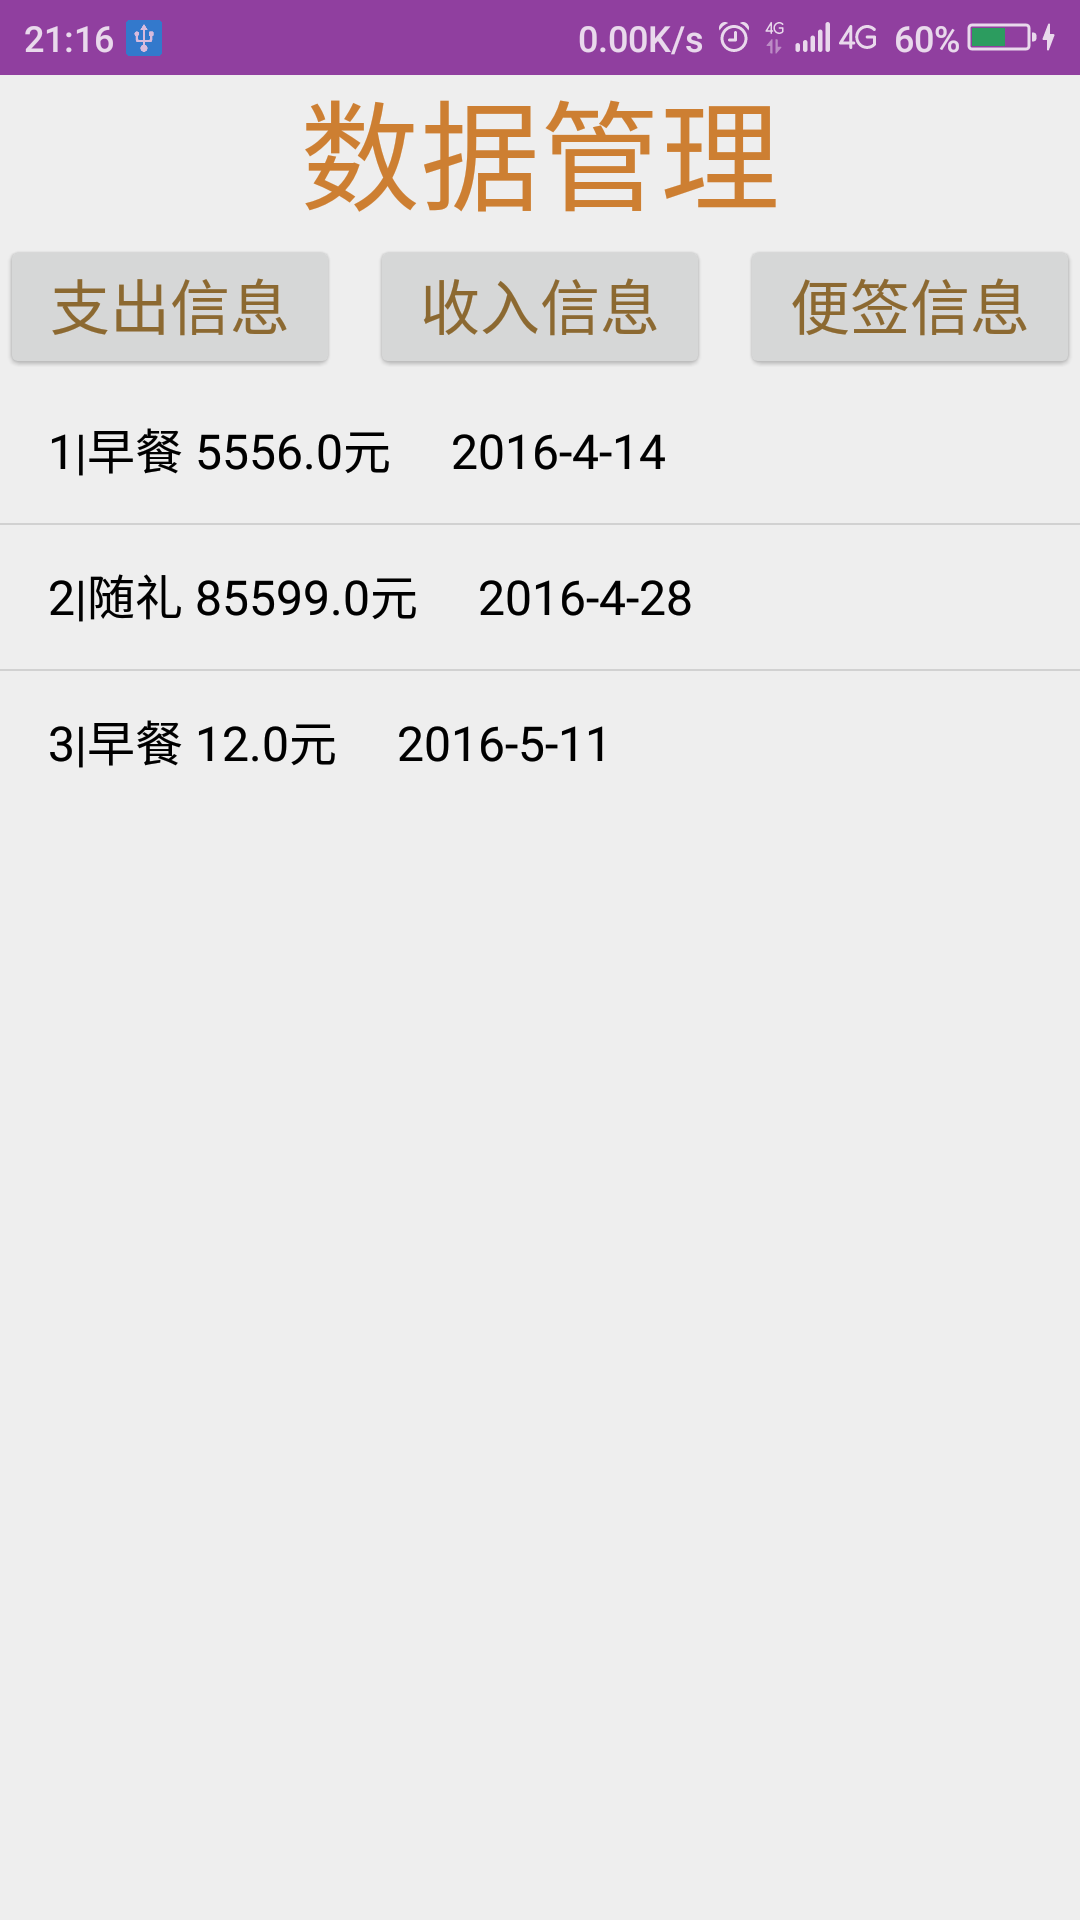 21:16 0.00K/s 4G 4G 60%
数据管理
支出信息 收入信息 便签信息
1|早餐 5556.0元 2016-4-14
2|随礼 85599.0元 2016-4-28
3|早餐 12.0元 2016-5-11